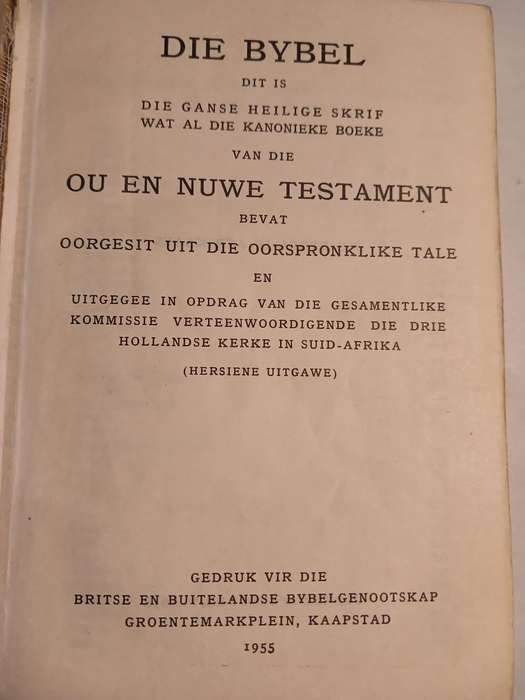 DIE BYBEL
DIT IS
DIE GANSE HEILIGE SKRIF
WAT AL DIE KANONIEKE BOEKE
VAN DIE
OU EN NUWE TESTAMENT
BEVAT
OORGESIT UIT DIE OORSPRONKLIKE TALE
EN
UITGEGEE IN OPDRAG VAN DIE GESAMENTLIKE
KOMMISSIE VERTEENWOORDIGENDE DIE DRIE
HOLLANDSE KERKE IN SUID-AFRIKA
(HERSIENE UITGAWE)
GEDRUK VIR DIE
BRITSE EN BUITELANDSE BYBELGENOOTSKAP
GROENTEMARKPLEIN, KAAPSTAD
1955